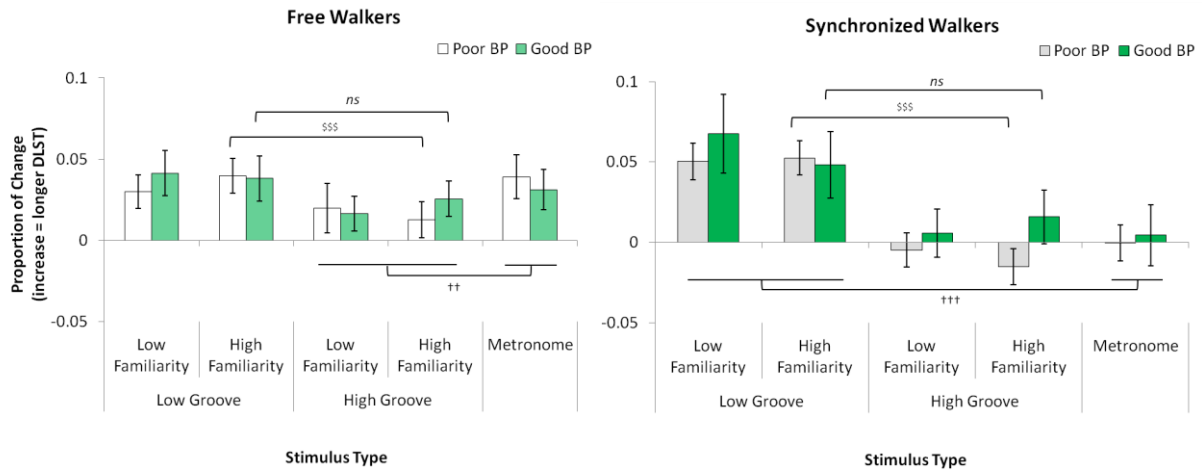 Free Walkers
Poor BP Good BP
Proportion of Change
(increase = longer DLST)
0.1
0.05
0
-0.05
ns
$$$
††
Low Familiarity
High Familiarity
Low Familiarity
High Familiarity
Metronome
Low Groove
High Groove
Stimulus Type
Synchronized Walkers
Poor BP Good BP
0.1
0.05
0
-0.05
ns
$$$
†††
Low Familiarity
High Familiarity
Low Familiarity
High Familiarity
Metronome
Low Groove
High Groove
Stimulus Type